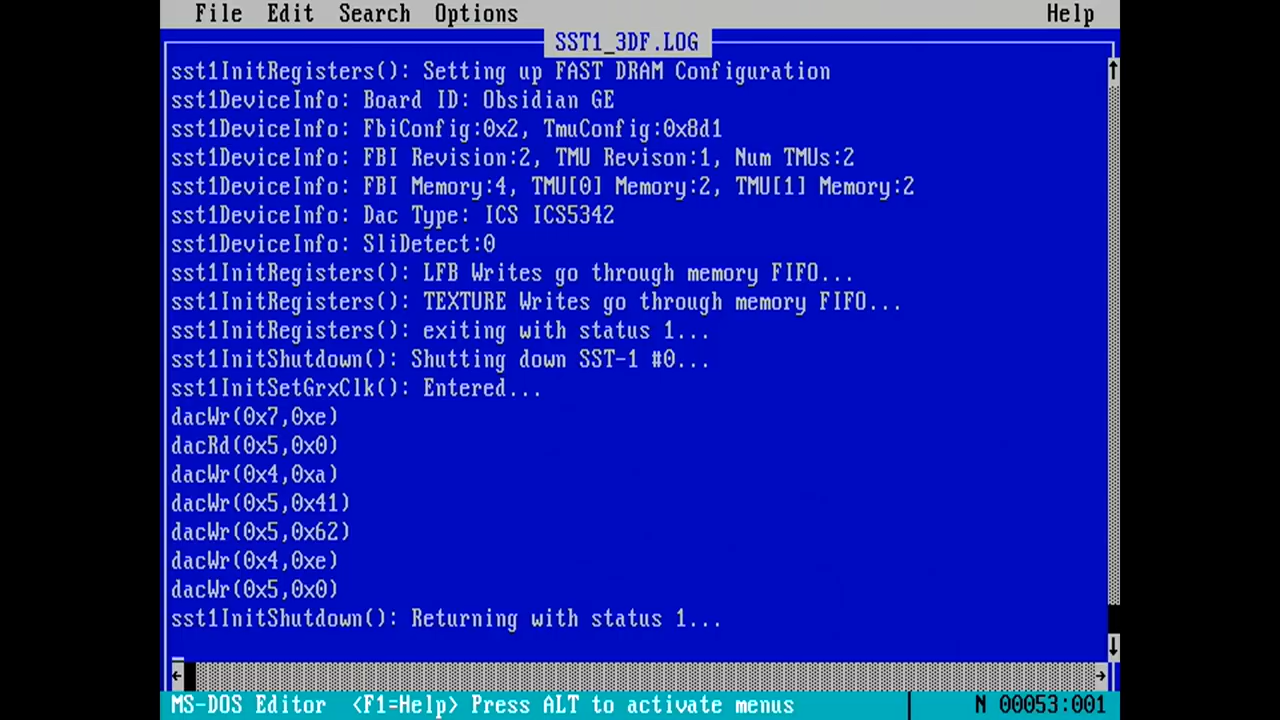 File Edit Search Options Help
SST1_3DF.LOG
sst1InitRegisters(): Setting up FAST DRAM Configuration
sst1DeviceInfo: Board ID: Obsidian GE
sst1DeviceInfo: FbiConfig:0x2, TmuConfig:0x8d1
sst1DeviceInfo: FBI Revision:2, TMU Revison:1, Num TMUs:2
sst1DeviceInfo: FBI Memory:4, TMU[0] Memory:2, TMU[1] Memory:2
sst1DeviceInfo: Dac Type: ICS ICS5342
sst1DeviceInfo: SliDetect:0
sst1InitRegisters(): LFB Writes go through memory FIFO...
sst1InitRegisters(): TEXTURE Writes go through memory FIFO...
sst1InitRegisters(): exiting with status 1...
sst1InitShutdown(): Shutting down SST-1 #0...
sst1InitSetGrxClk(): Entered...
dacWr(0x7,0xe)
dacRd(0x5,0x0)
dacWr(0x4,0xa)
dacWr(0x5,0x41)
dacWr(0x5,0x62)
dacWr(0x4,0xe)
dacWr(0x5,0x0)
sst1InitShutdown(): Returning with status 1...
MS-DOS Editor <F1=Help> Press ALT to activate menus N 00053:001